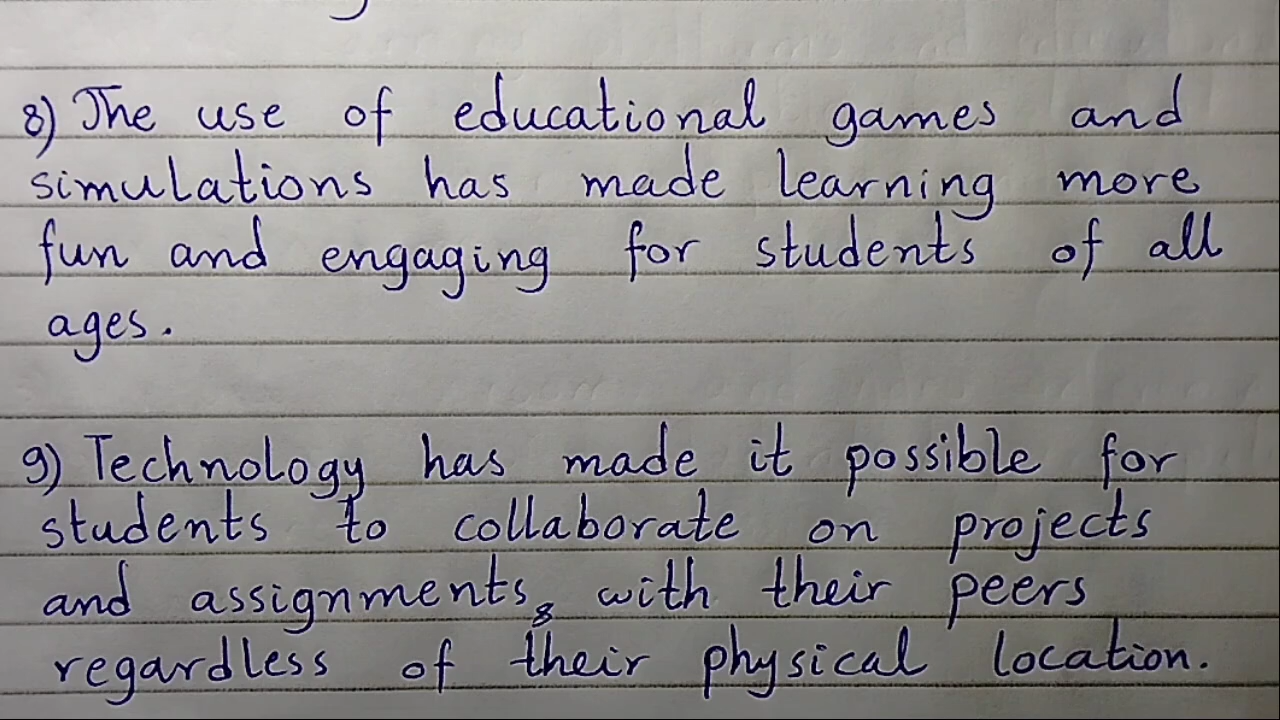 8) The use of educational games and
simulations has made learning more
fun and engaging for students of all
ages.
9) Technology has made it possible for
students to collaborate on projects
and assignments, with their peers
regardless of their physical location.